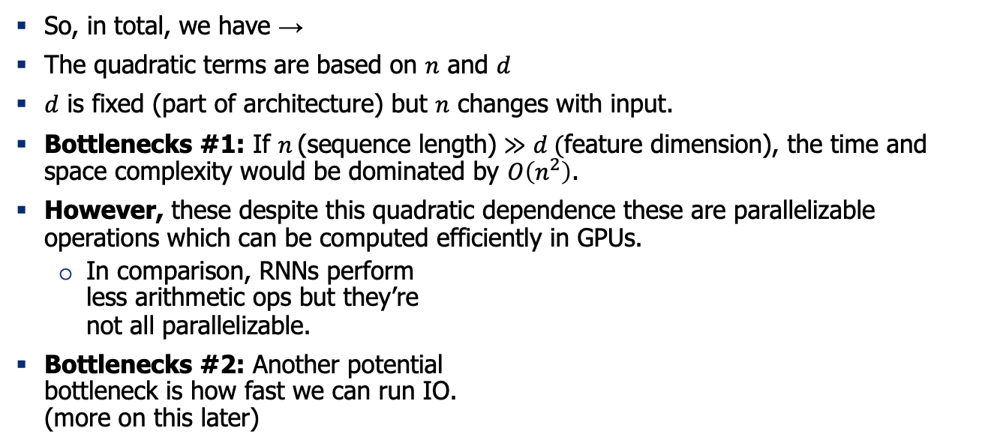 ▪ So, in total, we have →
▪ The quadratic terms are based on n and d
▪ d is fixed (part of architecture) but n changes with input.
▪ Bottlenecks #1: If n (sequence length) ≫ d (feature dimension), the time and
space complexity would be dominated by O(n²).
▪ However, these despite this quadratic dependence these are parallelizable
operations which can be computed efficiently in GPUs.
○ In comparison, RNNs perform
less arithmetic ops but they’re
not all parallelizable.
▪ Bottlenecks #2: Another potential
bottleneck is how fast we can run IO.
(more on this later)